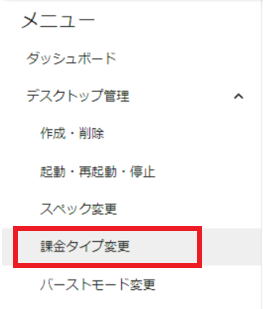 メニュー
ダッシュボード
デスクトップ管理
作成・削除
起動・再起動・停止
スペック変更
課金タイプ変更
バーストモード変更